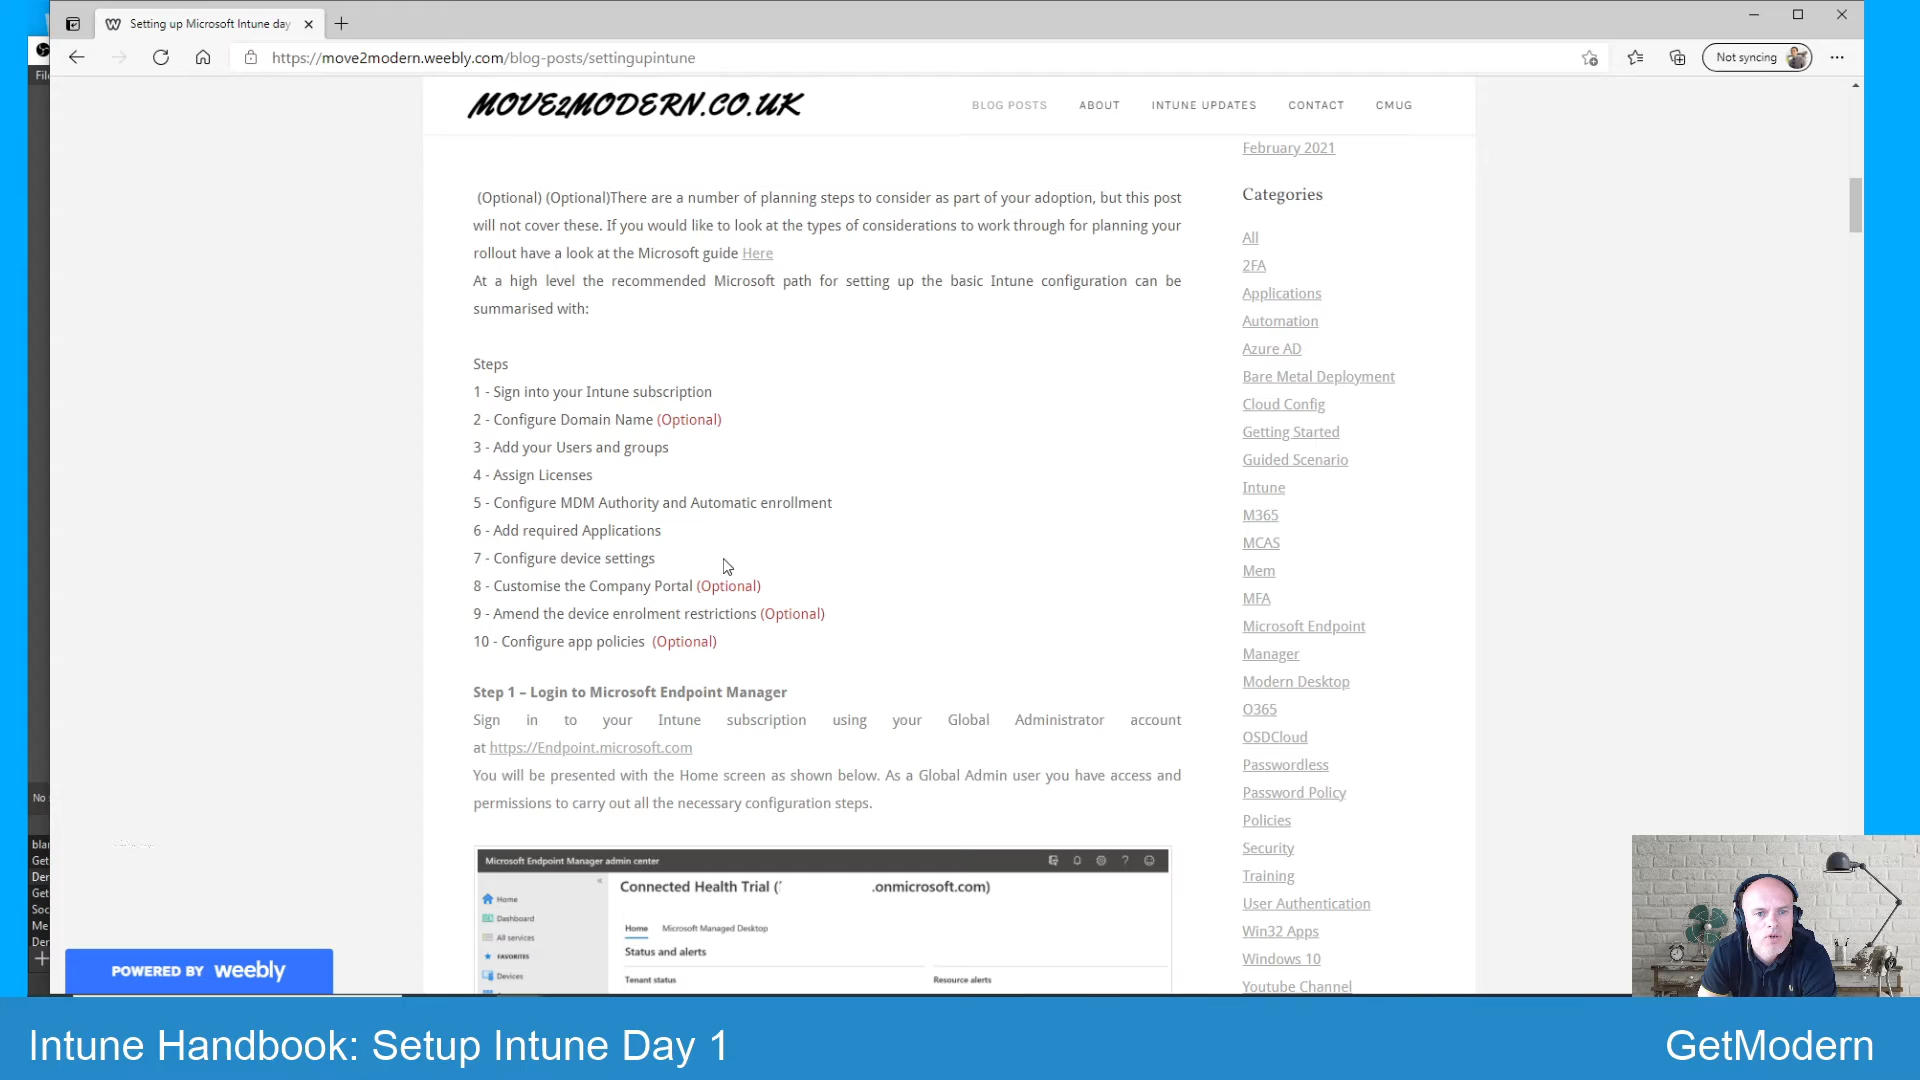 Setting up Microsoft Intune day
https://move2modern.weebly.com/blog-posts/settingupintune
Not syncing
File
MOVE2MODERN.CO.UK
BLOG POSTS
ABOUT
INTUNE UPDATES
CONTACT
CMUG
(Optional) (Optional)There are a number of planning steps to consider as part of your adoption, but this post
will not cover these. If you would like to look at the types of considerations to work through for planning your
rollout have a look at the Microsoft guide Here
At a high level the recommended Microsoft path for setting up the basic Intune configuration can be
summarised with:
Steps
1 - Sign into your Intune subscription
2 - Configure Domain Name (Optional)
3 - Add your Users and groups
4 - Assign Licenses
5 - Configure MDM Authority and Automatic enrollment
6 - Add required Applications
7 - Configure device settings
8 - Customise the Company Portal (Optional)
9 - Amend the device enrolment restrictions (Optional)
10 - Configure app policies (Optional)
Step 1 – Login to Microsoft Endpoint Manager
Sign in to your Intune subscription using your Global Administrator account
at https://Endpoint.microsoft.com
You will be presented with the Home screen as shown below. As a Global Admin user you have access and
permissions to carry out all the necessary configuration steps.
Microsoft Endpoint Manager admin center
Home
Dashboard
All services
FAVORITES
Devices
Connected Health Trial (' .onmicrosoft.com)
Home
Microsoft Managed Desktop
Status and alerts
Tenant status
Resource alerts
February 2021
Categories
All
2FA
Applications
Automation
Azure AD
Bare Metal Deployment
Cloud Config
Getting Started
Guided Scenario
Intune
M365
MCAS
Mem
MFA
Microsoft Endpoint
Manager
Modern Desktop
O365
OSDCloud
Passwordless
Password Policy
Policies
Security
Training
User Authentication
Win32 Apps
Windows 10
Youtube Channel
No
blan
Get
Der
Get
Soc
Me
Der
POWERED BY weebly
Intune Handbook: Setup Intune Day 1
GetModern